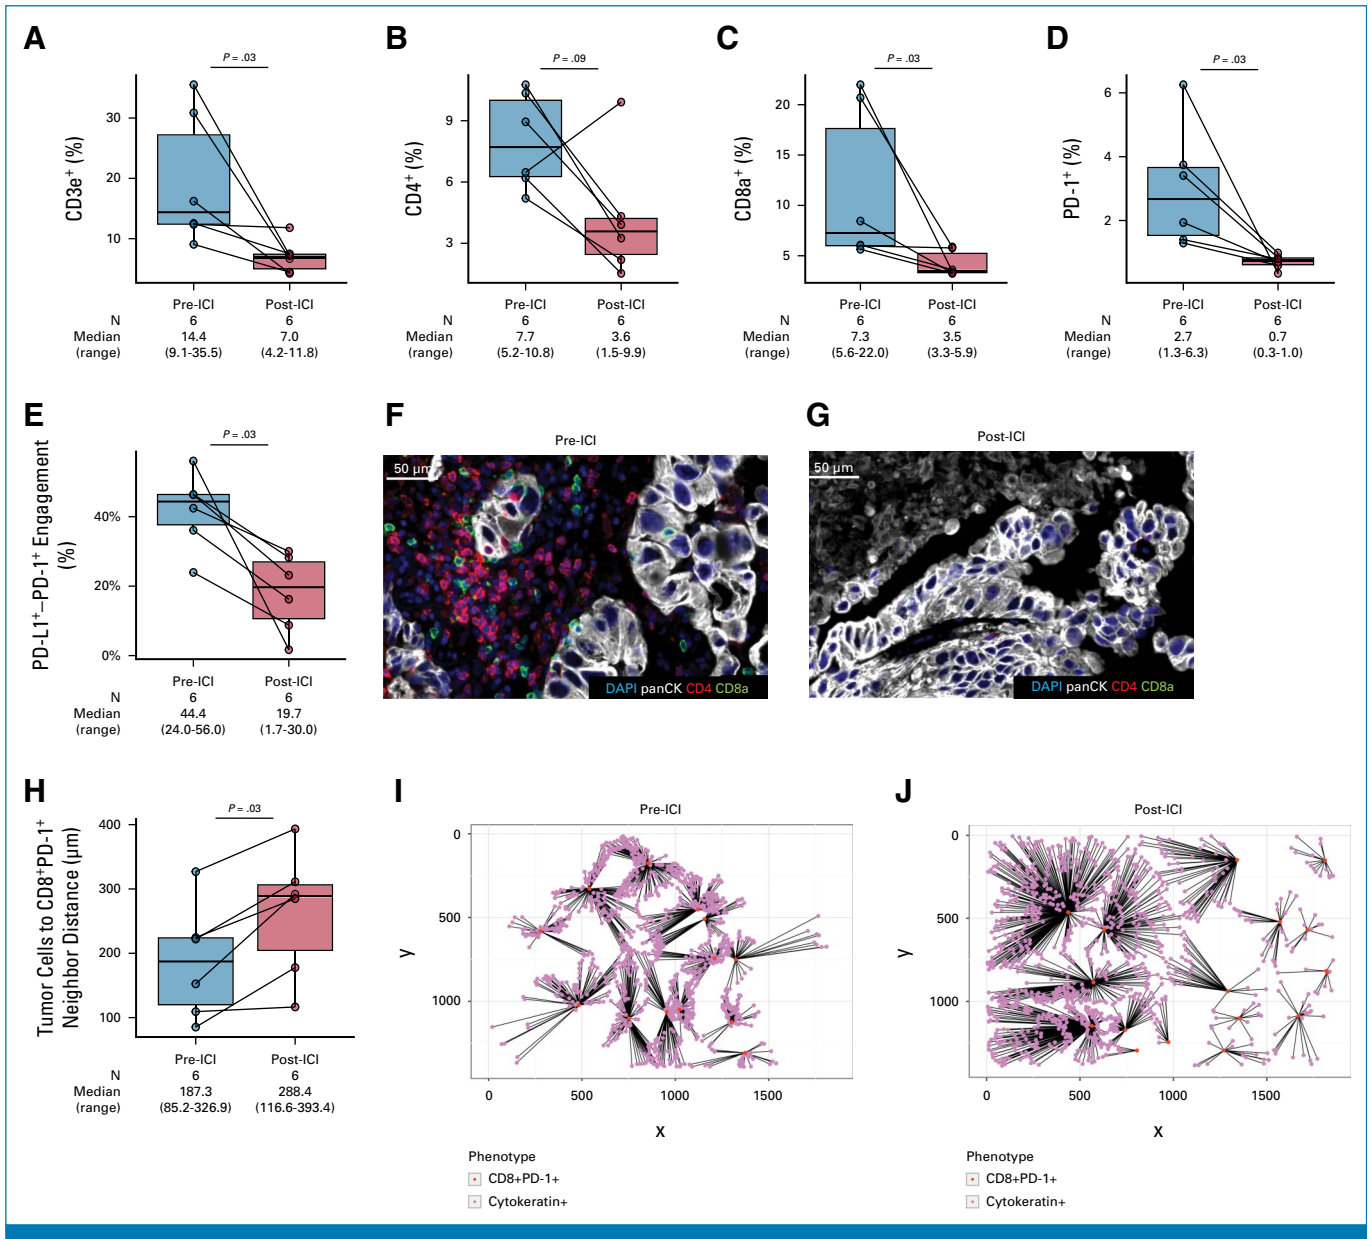 A
P = .03
CD3e+ (%)
30
20
10
Pre-ICI Post-ICI
N 6 6
Median 14.4 7.0
(range) (9.1-35.5) (4.2-11.8)
B
P = .09
CD4+ (%)
9
6
3
Pre-ICI Post-ICI
N 6 6
Median 7.7 3.6
(range) (5.2-10.8) (1.5-9.9)
C
P = .03
CD8a+ (%)
20
15
10
5
Pre-ICI Post-ICI
N 6 6
Median 7.3 3.5
(range) (5.6-22.0) (3.3-5.9)
D
P = .03
PD-1+ (%)
6
4
2
Pre-ICI Post-ICI
N 6 6
Median 2.7 0.7
(range) (1.3-6.3) (0.3-1.0)
E
P = .03
PD-L1+–PD-1+ Engagement
(%)
40%
20%
0%
Pre-ICI Post-ICI
N 6 6
Median 44.4 19.7
(range) (24.0-56.0) (1.7-30.0)
F
Pre-ICI
50 μm
DAPI panCK CD4 CD8a
G
Post-ICI
50 μm
DAPI panCK CD4 CD8a
H
P = .03
Tumor Cells to CD8+PD-1+
Neighbor Distance (μm)
400
300
200
100
Pre-ICI Post-ICI
N 6 6
Median 187.3 288.4
(range) (85.2-326.9) (116.6-393.4)
I
Pre-ICI
y
0
500
1000
0 500 1000 1500
x
Phenotype
CD8+PD-1+
Cytokeratin+
J
Post-ICI
y
0
500
1000
0 500 1000 1500
x
Phenotype
CD8+PD-1+
Cytokeratin+